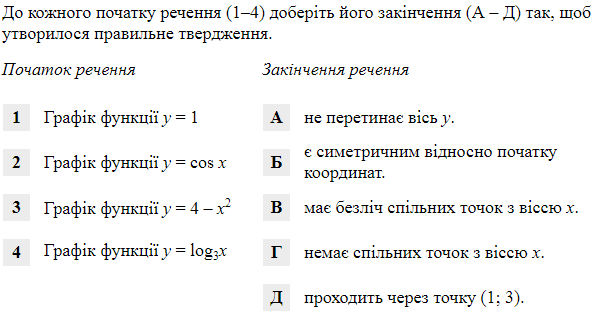 До кожного початку речення (1–4) доберіть його закінчення (А – Д) так, щоб
утворилося правильне твердження.
Початок речення Закінчення речення
1 Графік функції y = 1 А не перетинає вісь y.
2 Графік функції y = cos x Б є симетричним відносно початку
координат.
3 Графік функції y = 4 – x² В має безліч спільних точок з віссю x.
4 Графік функції y = log₃x Г немає спільних точок з віссю x.
Д проходить через точку (1; 3).